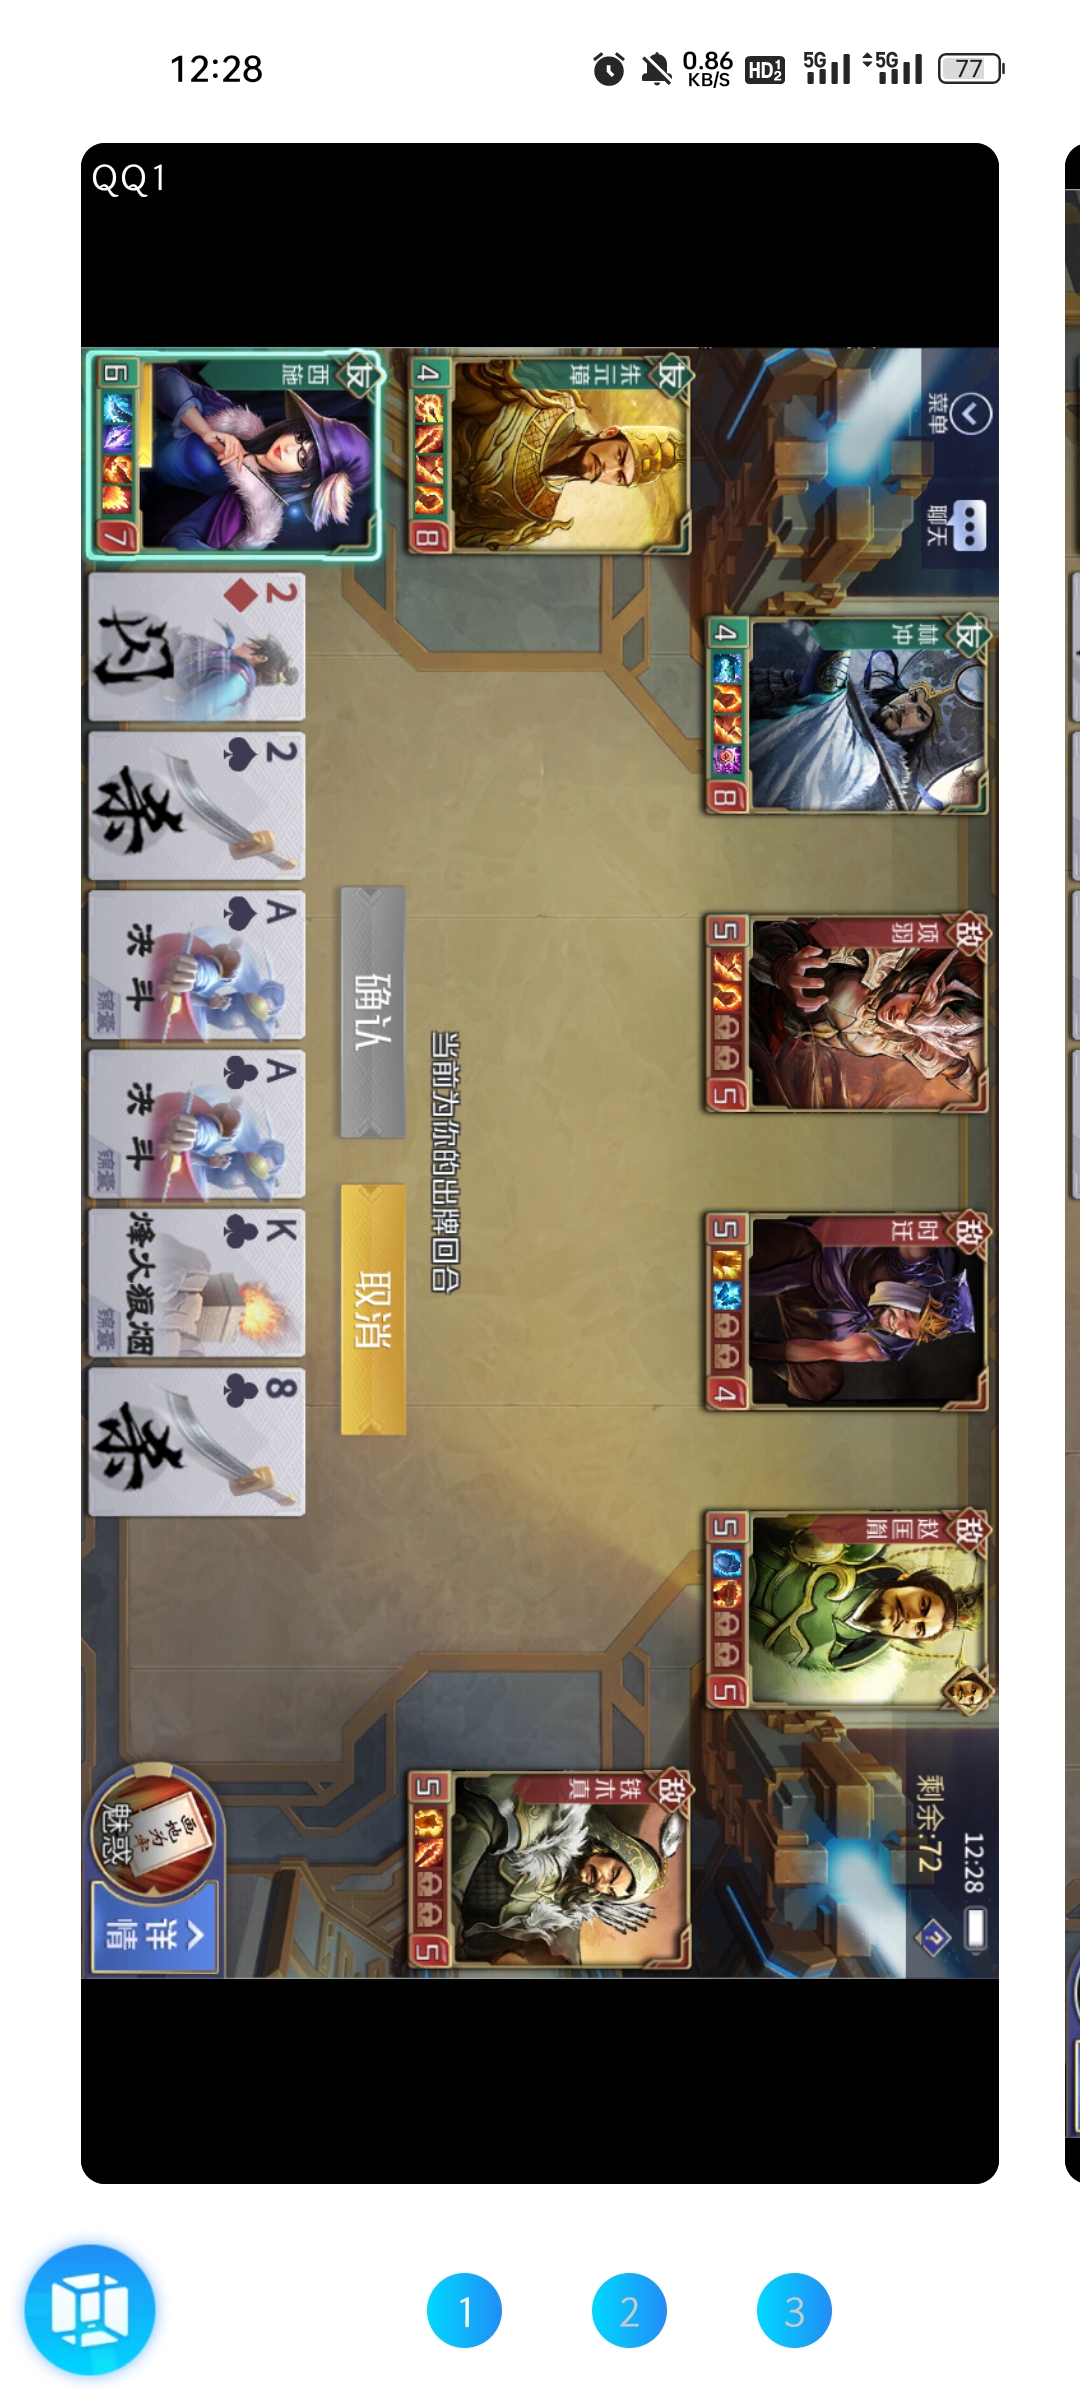 12:28
0.86
KB/S
HD 1 2
5G
5G
77
QQ1
菜单
聊天
剩余:72
12:28
友
林冲
4
8
敌
项羽
5
5
敌
时迁
5
4
敌
赵匡胤
5
5
友
朱元璋
4
8
敌
铁木真
5
5
当前为你的出牌回合
确认
取消
友
西施
6
7
2
闪
2
杀
A
决斗
锦囊
A
决斗
锦囊
K
烽火狼烟
锦囊
8
杀
画地为牢
魅惑
详情
1
2
3